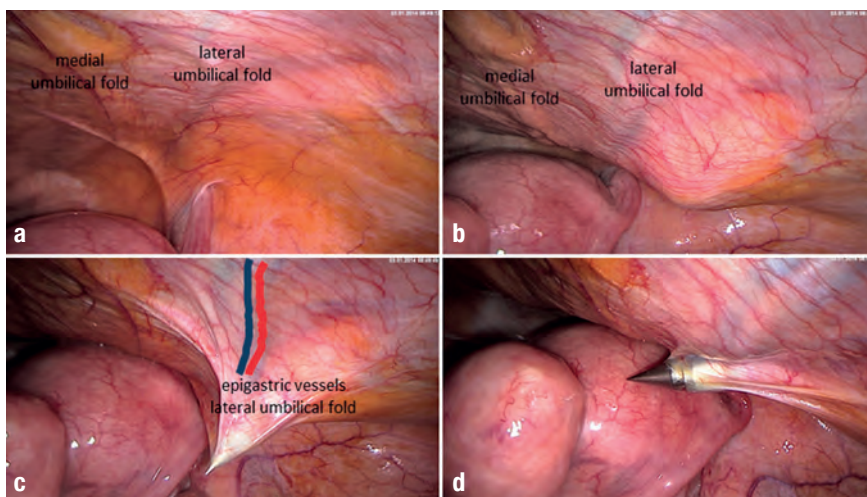 medial
umbilical fold
lateral
umbilical fold
a
medial
umbilical fold
lateral
umbilical fold
b
epigastric vessels
lateral umbilical fold
c
d